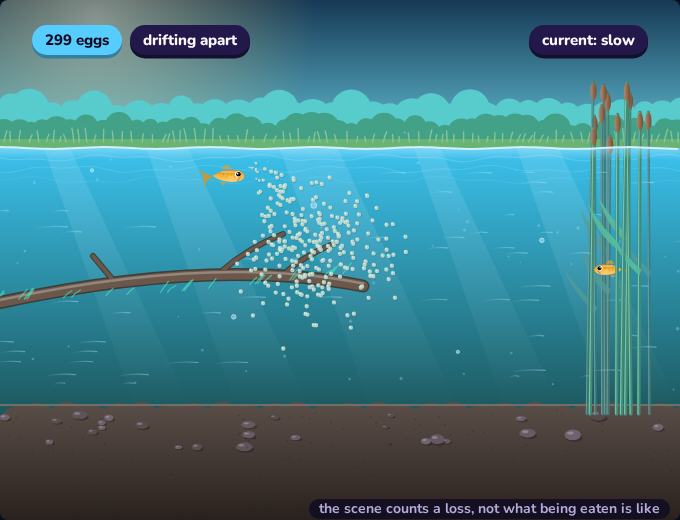 299 eggs
drifting apart
current: slow
the scene counts a loss, not what being eaten is like